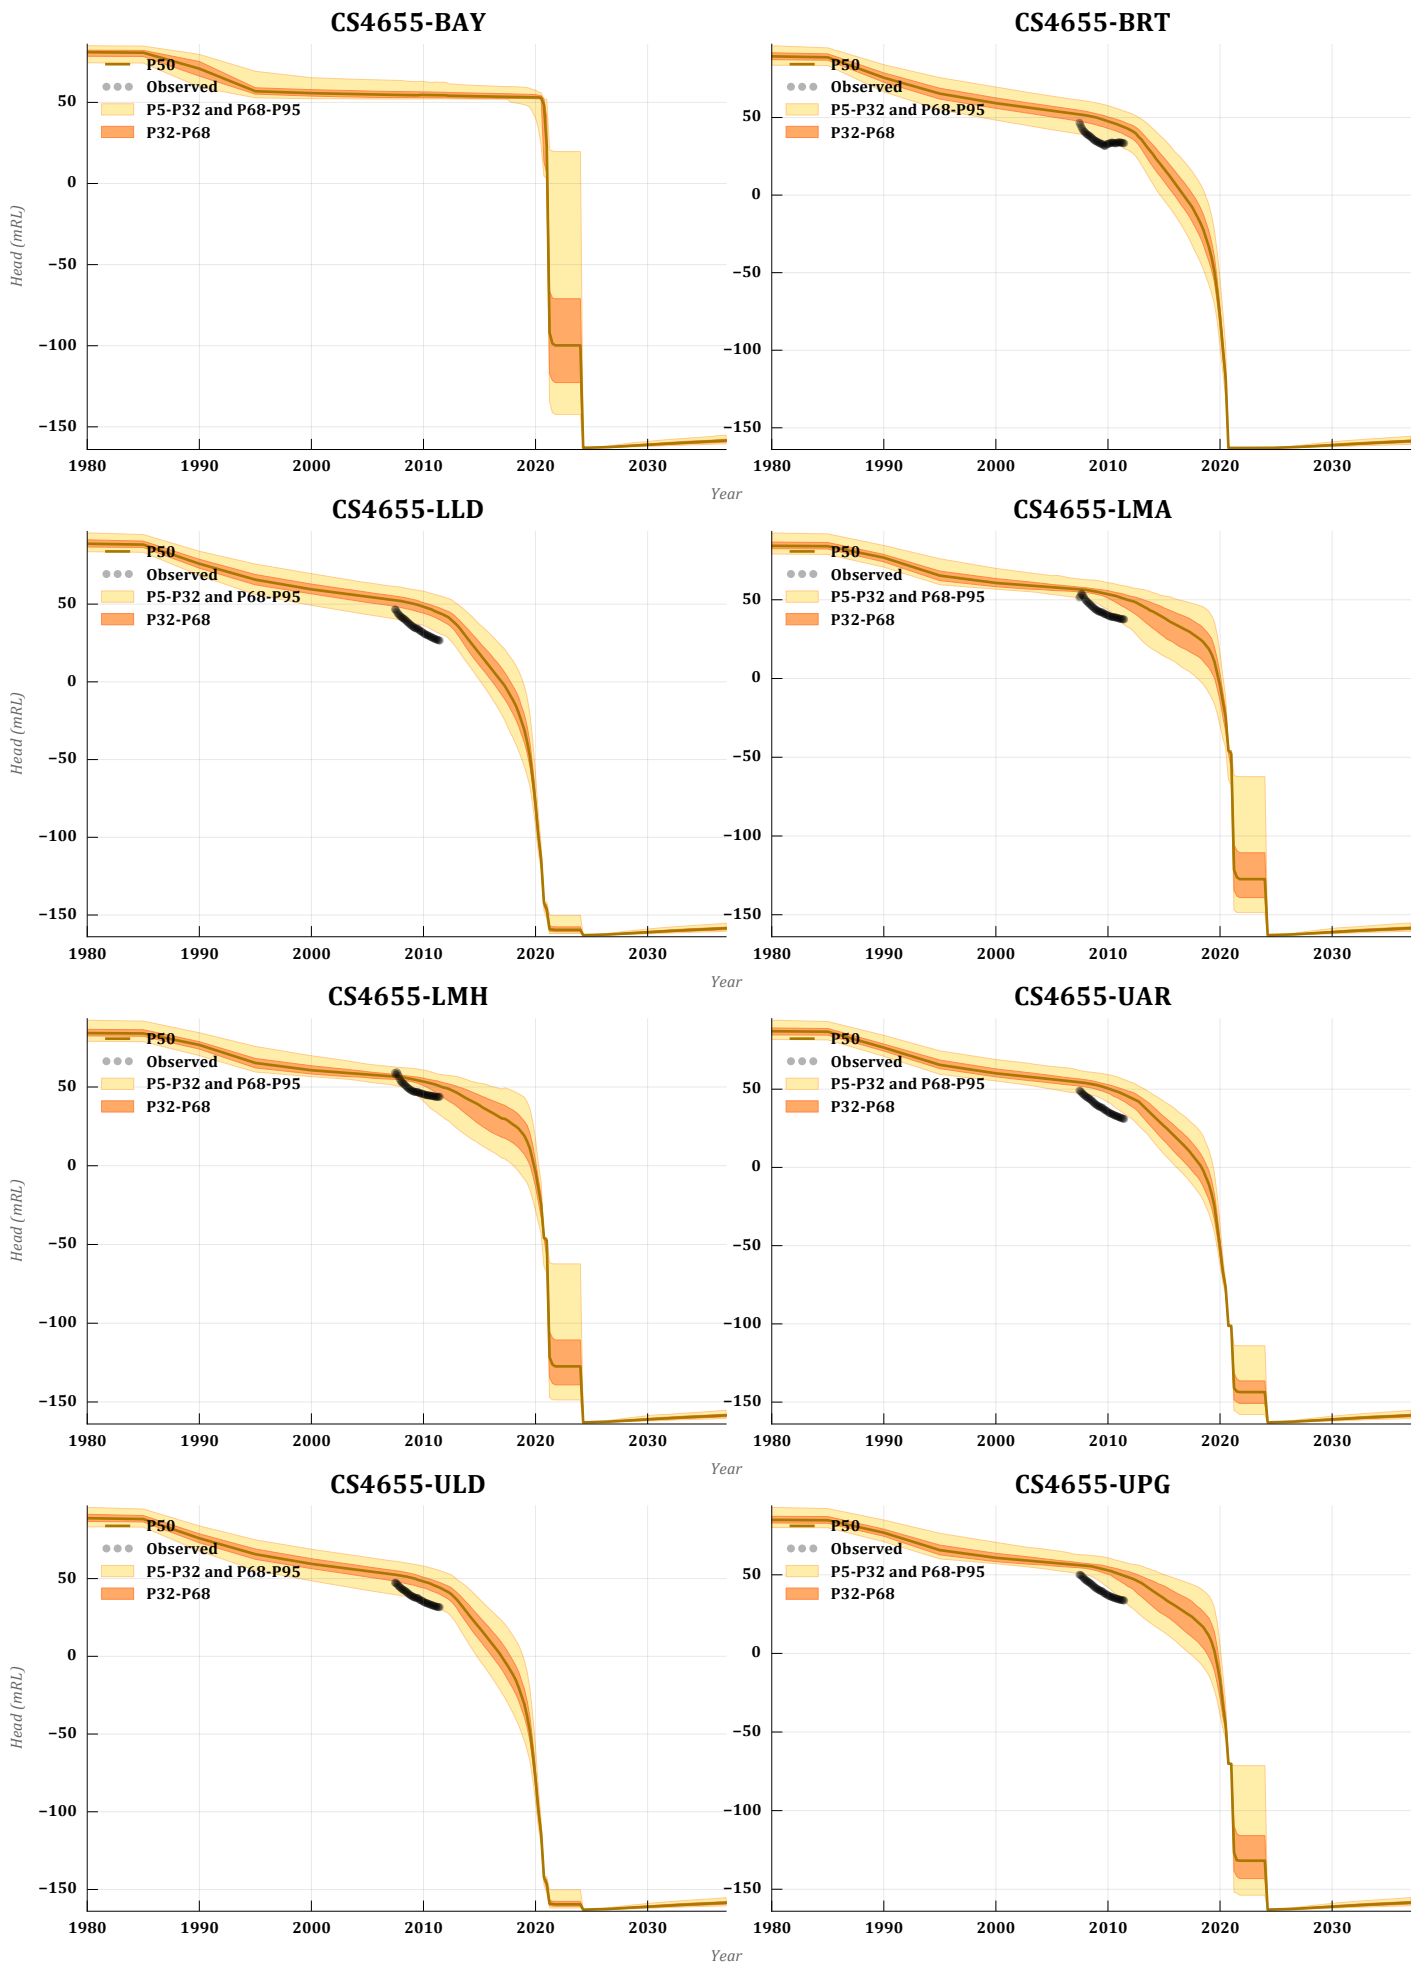 CS4655-BAY
P50
Observed
P5-P32 and P68-P95
P32-P68
50
0
−50
−100
−150
Head (mRL)
1980 1990 2000 2010 2020 2030
Year
CS4655-BRT
P50
Observed
P5-P32 and P68-P95
P32-P68
50
0
−50
−100
−150
1980 1990 2000 2010 2020 2030
CS4655-LLD
P50
Observed
P5-P32 and P68-P95
P32-P68
50
0
−50
−100
−150
Head (mRL)
1980 1990 2000 2010 2020 2030
Year
CS4655-LMA
P50
Observed
P5-P32 and P68-P95
P32-P68
50
0
−50
−100
−150
1980 1990 2000 2010 2020 2030
CS4655-LMH
P50
Observed
P5-P32 and P68-P95
P32-P68
50
0
−50
−100
−150
Head (mRL)
1980 1990 2000 2010 2020 2030
Year
CS4655-UAR
P50
Observed
P5-P32 and P68-P95
P32-P68
50
0
−50
−100
−150
1980 1990 2000 2010 2020 2030
CS4655-ULD
P50
Observed
P5-P32 and P68-P95
P32-P68
50
0
−50
−100
−150
Head (mRL)
1980 1990 2000 2010 2020 2030
Year
CS4655-UPG
P50
Observed
P5-P32 and P68-P95
P32-P68
50
0
−50
−100
−150
1980 1990 2000 2010 2020 2030